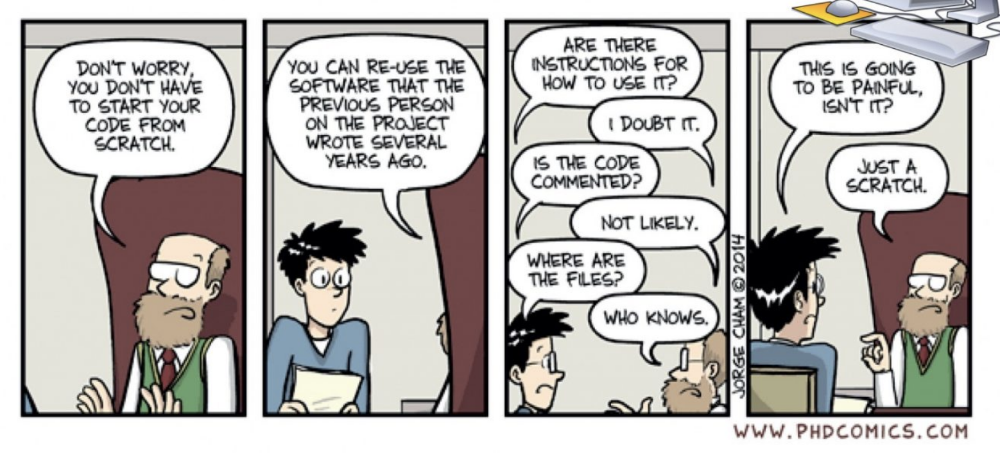 DON'T WORRY,
YOU DON'T HAVE
TO START YOUR
CODE FROM
SCRATCH.
YOU CAN RE-USE THE
SOFTWARE THAT THE
PREVIOUS PERSON
ON THE PROJECT
WROTE SEVERAL
YEARS AGO.
ARE THERE
INSTRUCTIONS FOR
HOW TO USE IT?
I DOUBT IT.
IS THE CODE
COMMENTED?
NOT LIKELY.
WHERE ARE
THE FILES?
WHO KNOWS.
JORGE CHAM © 2014
THIS IS GOING
TO BE PAINFUL,
ISN'T IT?
JUST A
SCRATCH.
WWW.PHDCOMICS.COM